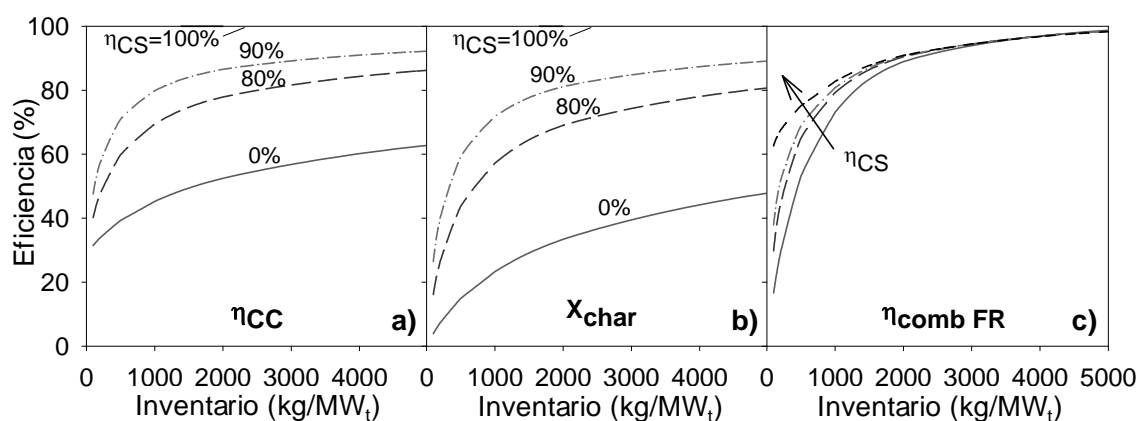 Eficiencia (%)
100
80
60
40
20
0
ηCS=100%
90%
80%
0%
ηCC
a)
ηCS=100%
90%
80%
0%
Xchar
b)
ηCS
ηcomb FR
c)
0 1000 2000 3000 4000
0 1000 2000 3000 4000
0 1000 2000 3000 4000 5000
Inventario (kg/MWt)
Inventario (kg/MWt)
Inventario (kg/MWt)